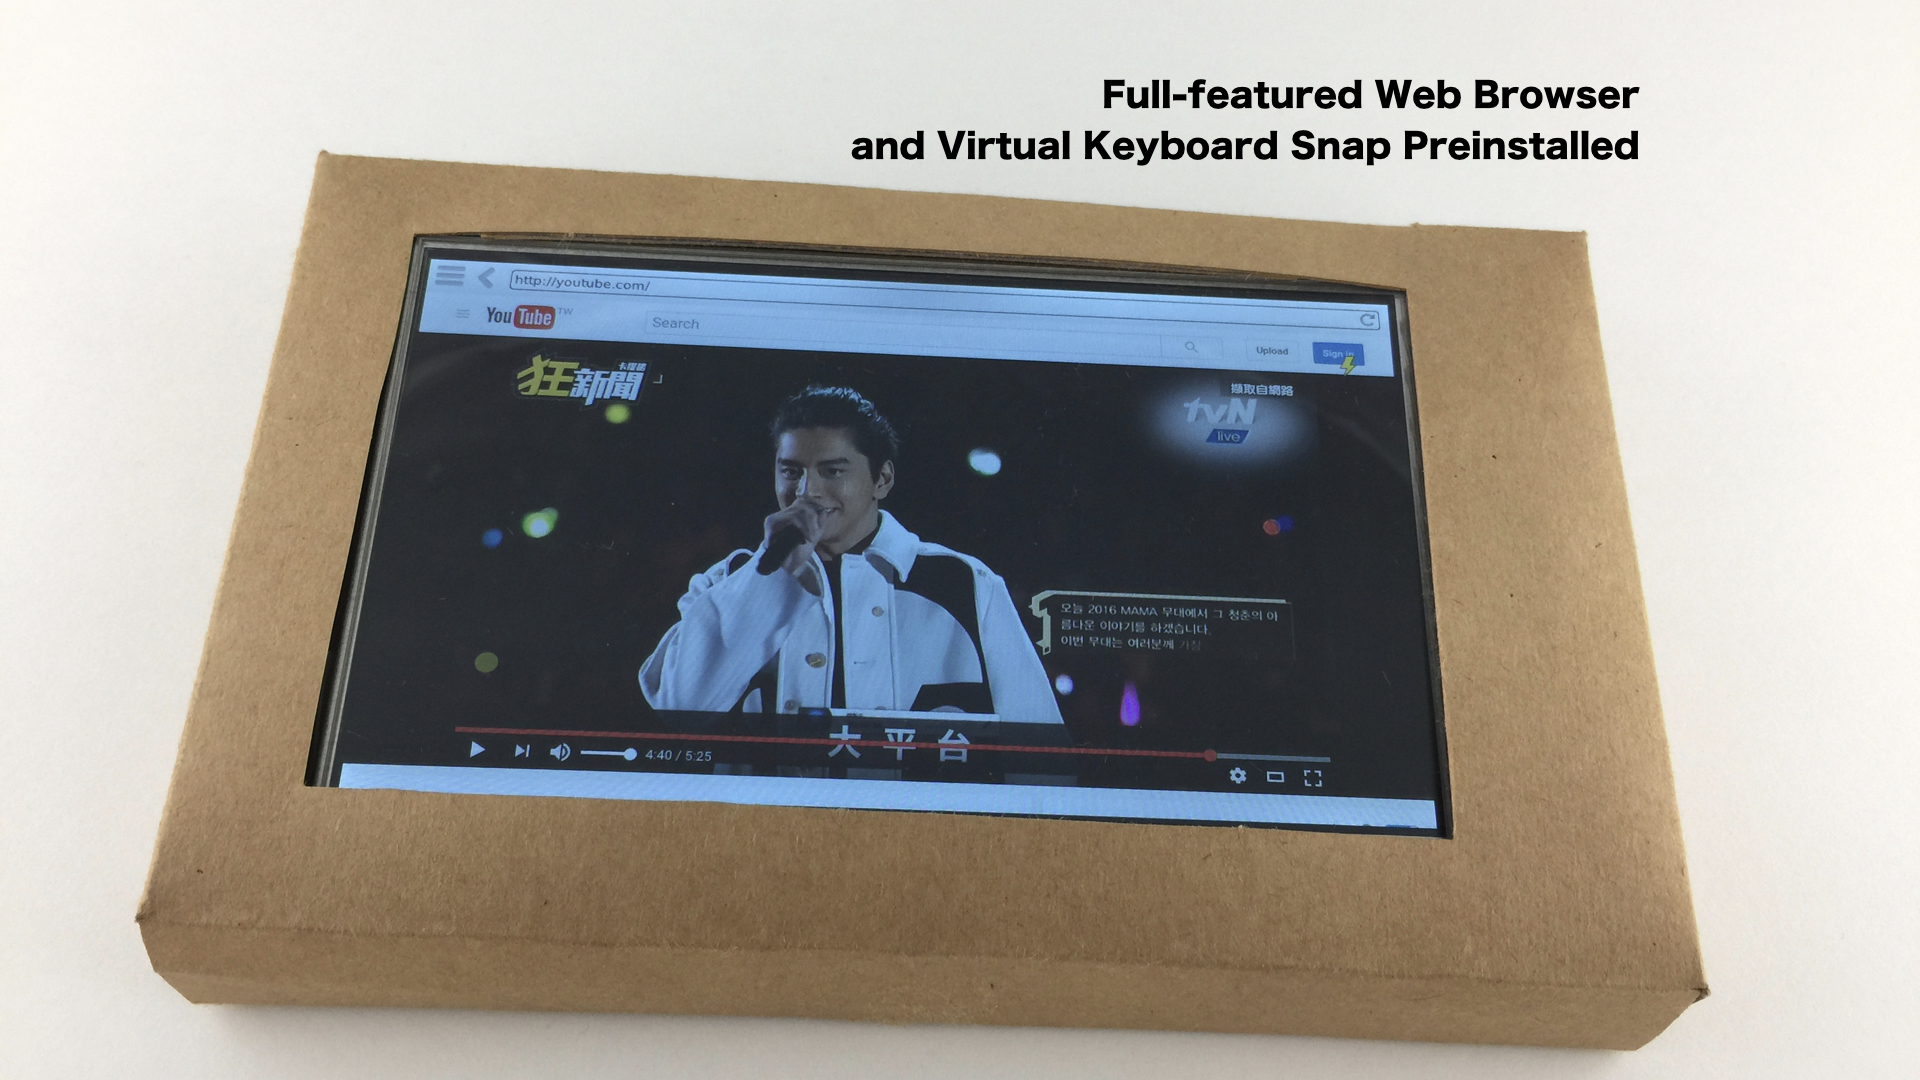 Full-featured Web Browser
and Virtual Keyboard Snap Preinstalled
http://youtube.com/
YouTube TW
Search
Upload
Sign in
狂新聞
擷取自網路
tvN
live
오늘 2016 MAMA 무대에서 그 청춘의 아
름다운 이야기를 하겠습니다.
이번 무대는 여러분께 가장
大平台
4:40 / 5:25